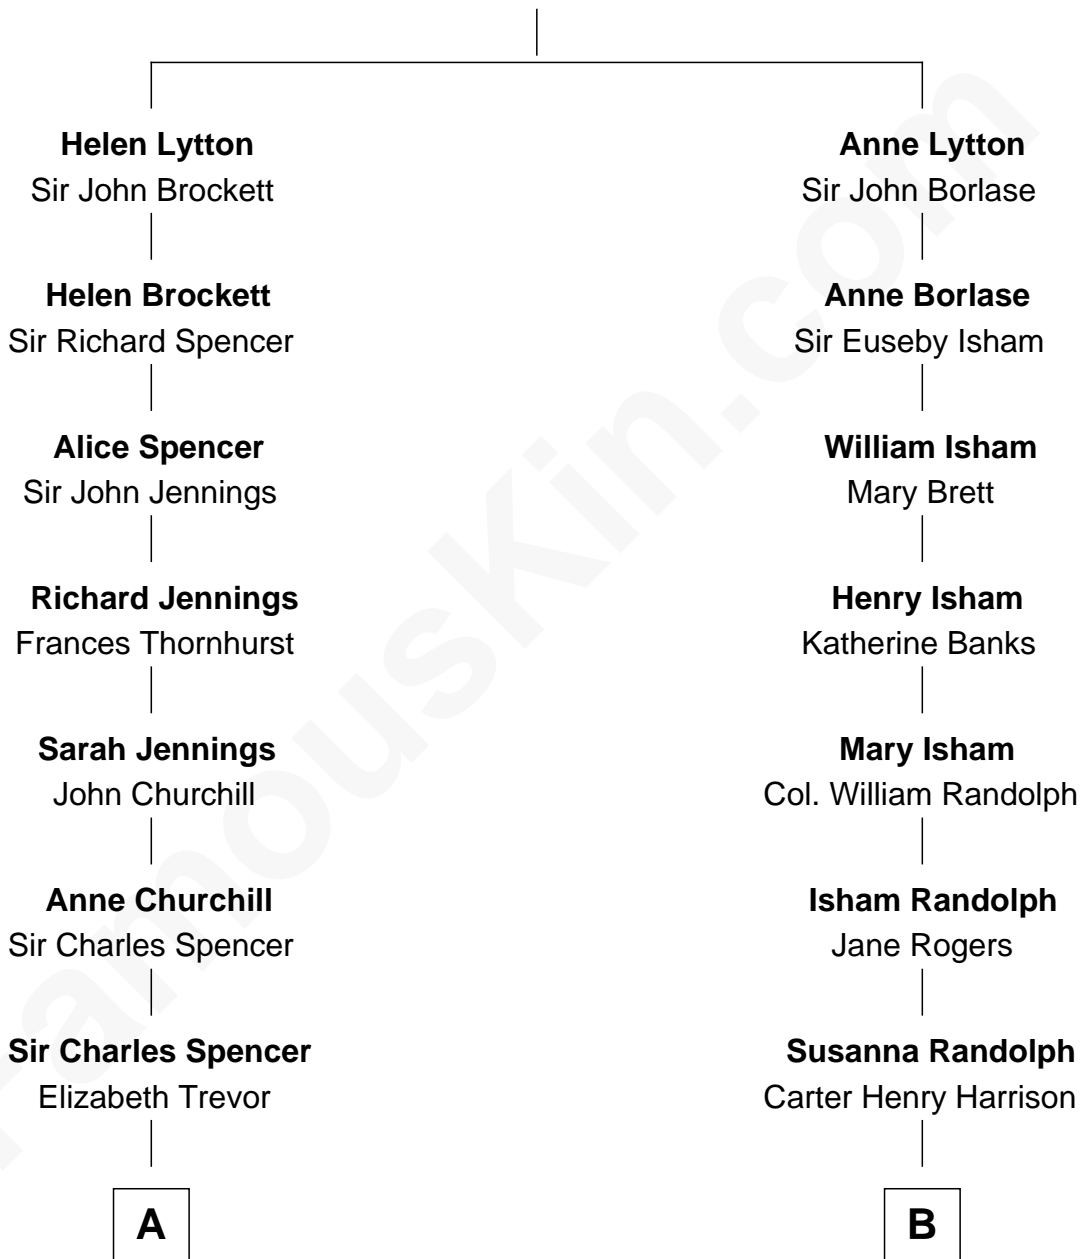 Helen Lytton
Sir John Brockett
Helen Brockett
Sir Richard Spencer
Alice Spencer
Sir John Jennings
Richard Jennings
Frances Thornhurst
Sarah Jennings
John Churchill
Anne Churchill
Sir Charles Spencer
Sir Charles Spencer
Elizabeth Trevor
A
Anne Lytton
Sir John Borlase
Anne Borlase
Sir Euseby Isham
William Isham
Mary Brett
Henry Isham
Katherine Banks
Mary Isham
Col. William Randolph
Isham Randolph
Jane Rogers
Susanna Randolph
Carter Henry Harrison
B
FamousKin.com